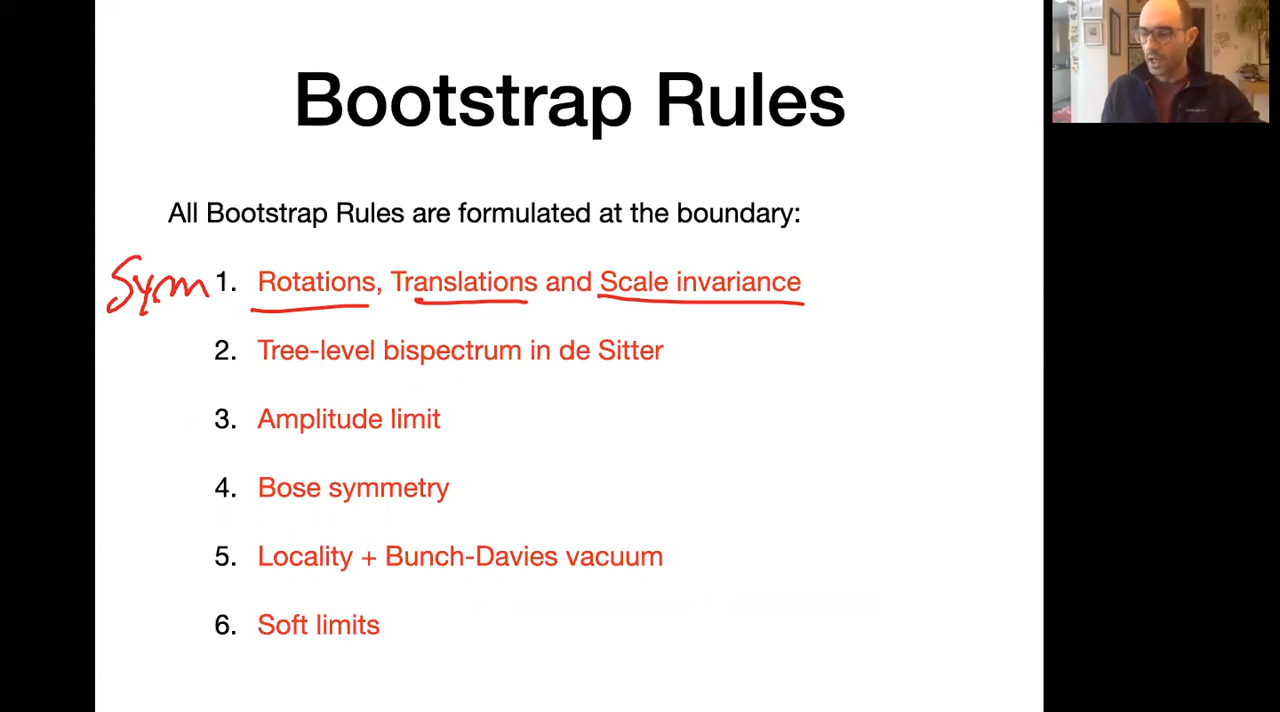 Bootstrap Rules
All Bootstrap Rules are formulated at the boundary:
Sym 1. Rotations, Translations and Scale invariance
2. Tree-level bispectrum in de Sitter
3. Amplitude limit
4. Bose symmetry
5. Locality + Bunch-Davies vacuum
6. Soft limits